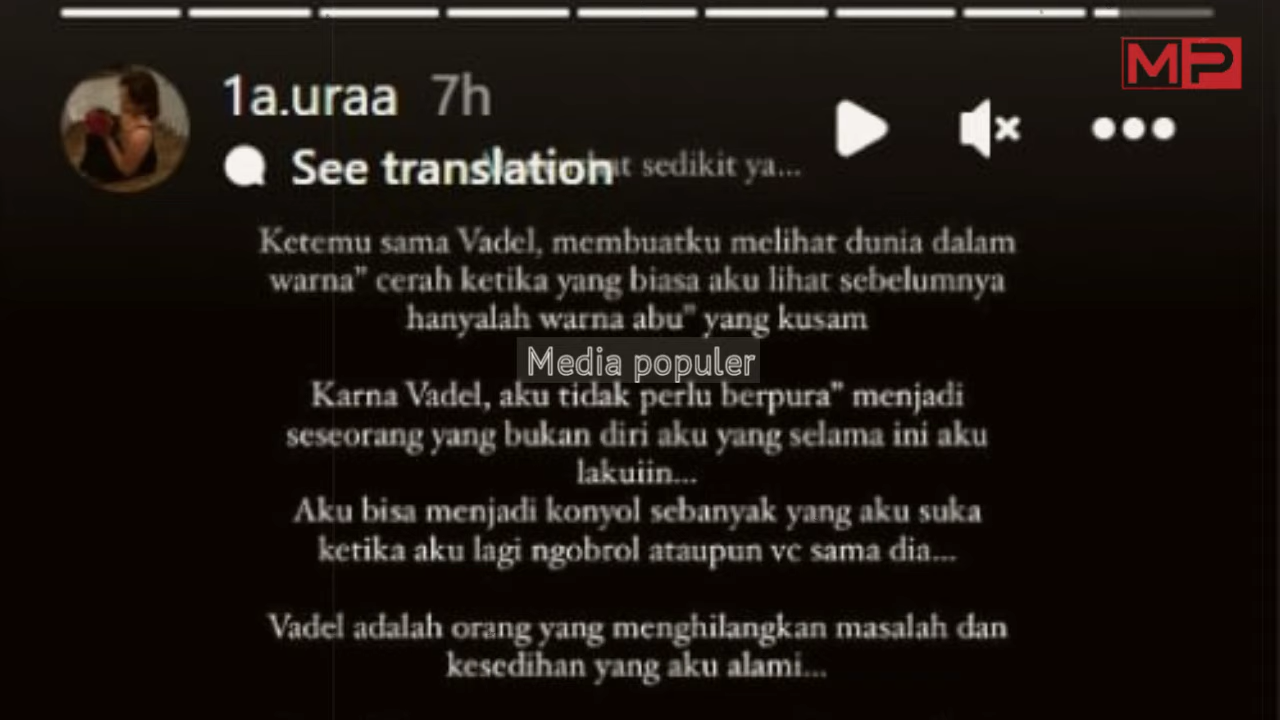 MP
1a.uraa 7h
See translation
sedikit ya...
Ketemu sama Vadel, membuatku melihat dunia dalam
warna" cerah ketika yang biasa aku lihat sebelumnya
hanyalah warna abu" yang kusam
Media populer
Karna Vadel, aku tidak perlu berpura" menjadi
seseorang yang bukan diri aku yang selama ini aku
lakuiin...
Aku bisa menjadi konyol sebanyak yang aku suka
ketika aku lagi ngobrol ataupun vc sama dia...
Vadel adalah orang yang menghilangkan masalah dan
kesedihan yang aku alami...